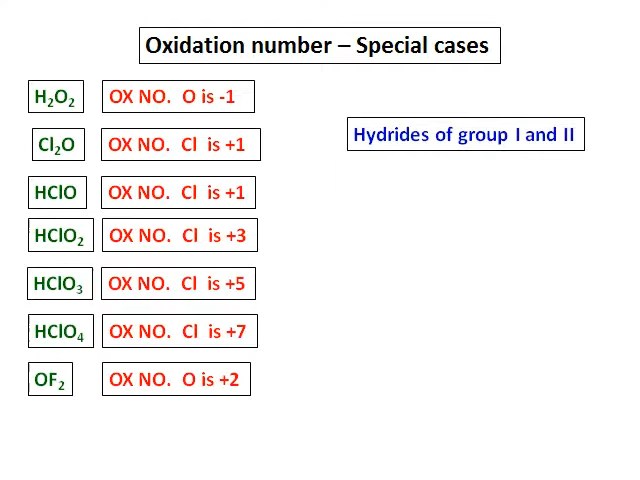 Oxidation number – Special cases
H₂O₂ OX NO. O is -1
Cl₂O OX NO. Cl is +1
HClO OX NO. Cl is +1
HClO₂ OX NO. Cl is +3
HClO₃ OX NO. Cl is +5
HClO₄ OX NO. Cl is +7
OF₂ OX NO. O is +2
Hydrides of group I and II